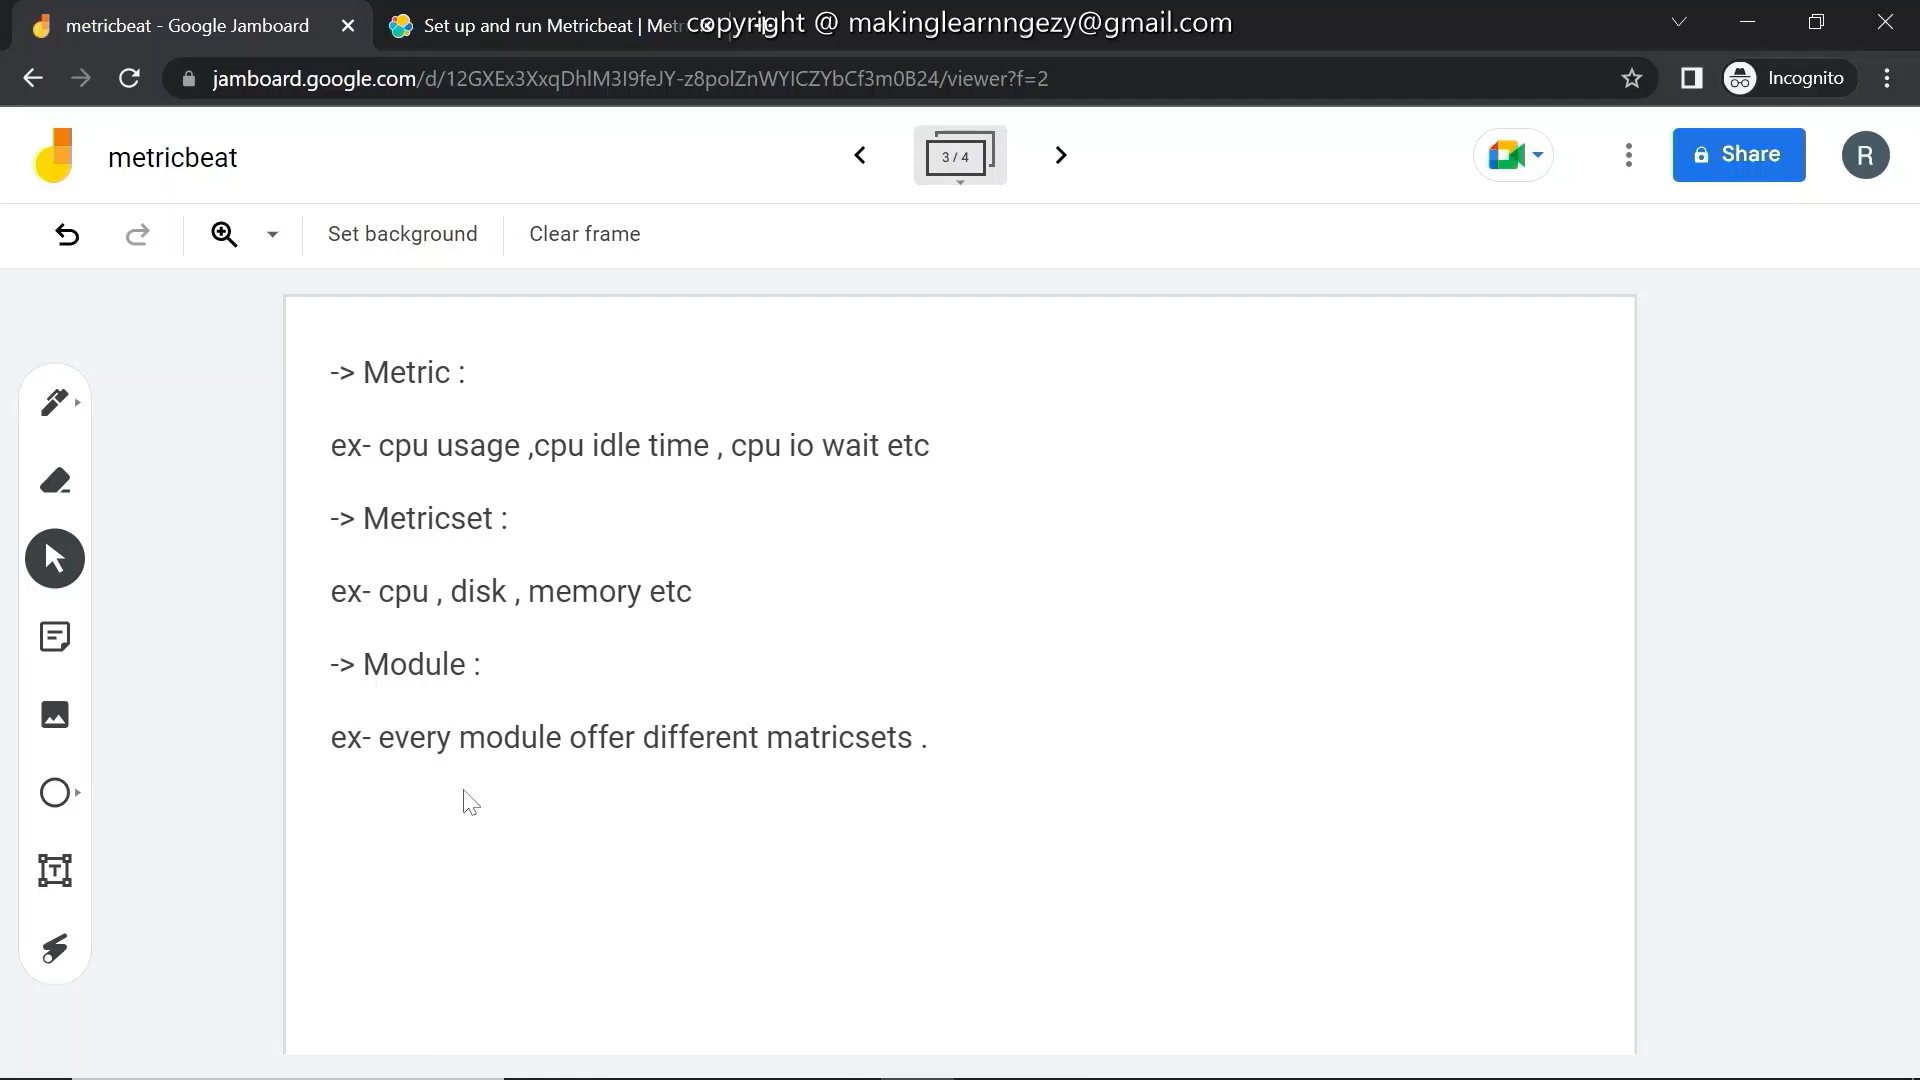 metricbeat - Google Jamboard
Set up and run Metricbeat | Metr
copyright @ makinglearnngezy@gmail.com
jamboard.google.com/d/12GXEx3XxqDhlM3I9feJY-z8polZnWYICZYbCf3m0B24/viewer?f=2
Incognito
metricbeat
3 / 4
Share
R
Set background
Clear frame
-> Metric :
ex- cpu usage ,cpu idle time , cpu io wait etc
-> Metricset :
ex- cpu , disk , memory etc
-> Module :
ex- every module offer different matricsets .